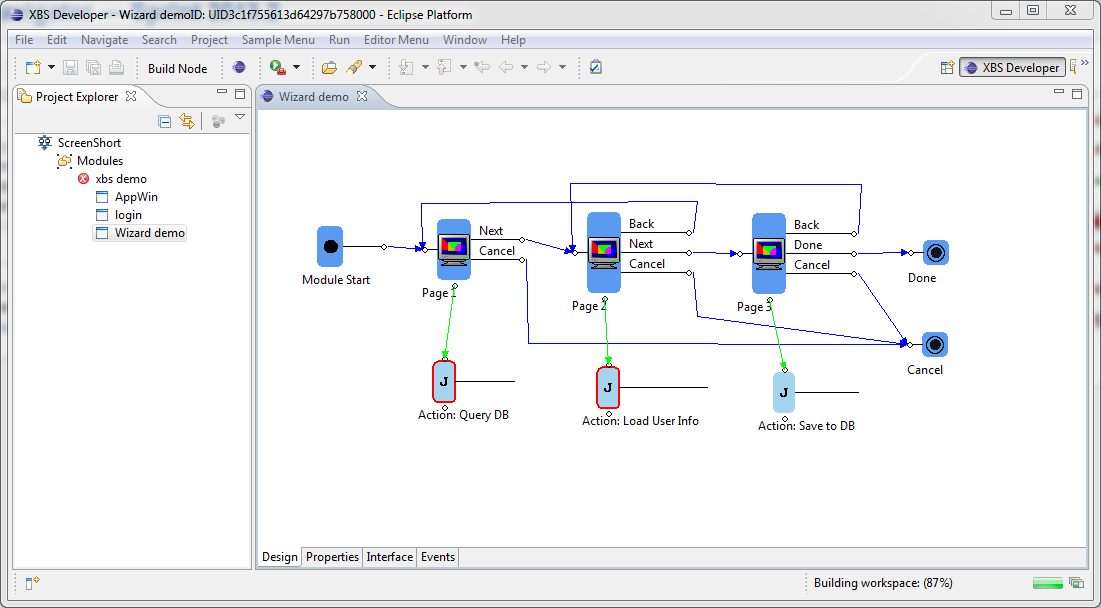 XBS Developer - Wizard demoID: UID3c1f755613d64297b758000 - Eclipse Platform
File Edit Navigate Search Project Sample Menu Run Editor Menu Window Help
Build Node
XBS Developer
Project Explorer
Wizard demo
ScreenShort
Modules
xbs demo
AppWin
login
Wizard demo
Module Start
Next
Cancel
Page 1
Back
Next
Cancel
Page 2
Back
Done
Cancel
Page 3
Done
Cancel
J
Action: Query DB
J
Action: Load User Info
J
Action: Save to DB
Design Properties Interface Events
Building workspace: (87%)